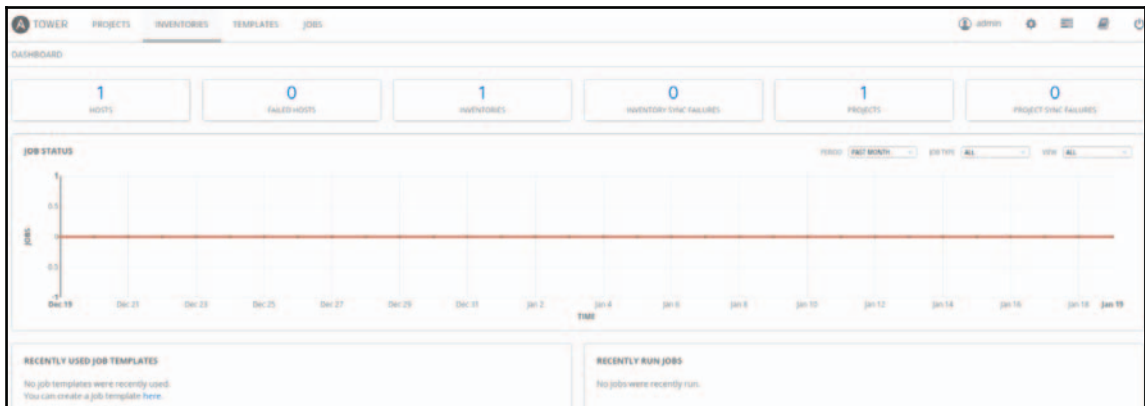 A TOWER PROJECTS INVENTORIES TEMPLATES JOBS admin
DASHBOARD
1 0 1 0 1 0
HOSTS FAILED HOSTS INVENTORIES INVENTORY SYNC FAILURES PROJECTS PROJECT SYNC FAILURES
JOB STATUS PERIOD PAST MONTH JOB TYPE ALL VIEW ALL
1
0.5
0
JOBS
0.5
-1
Dec 19 Dec 21 Dec 23 Dec 25 Dec 27 Dec 29 Dec 31 Jan 2 Jan 4 Jan 6 Jan 8 Jan 10 Jan 12 Jan 14 Jan 16 Jan 18 Jan 19
TIME
RECENTLY USED JOB TEMPLATES RECENTLY RUN JOBS
No job templates were recently used. No jobs were recently run.
You can create a job template here.